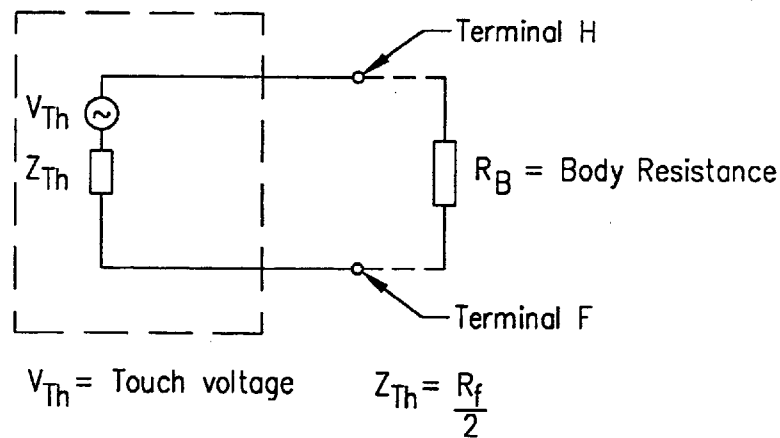 Terminal H
V_Th
Z_Th
R_B = Body Resistance
Terminal F
V_Th = Touch voltage
Z_Th = R_f/2